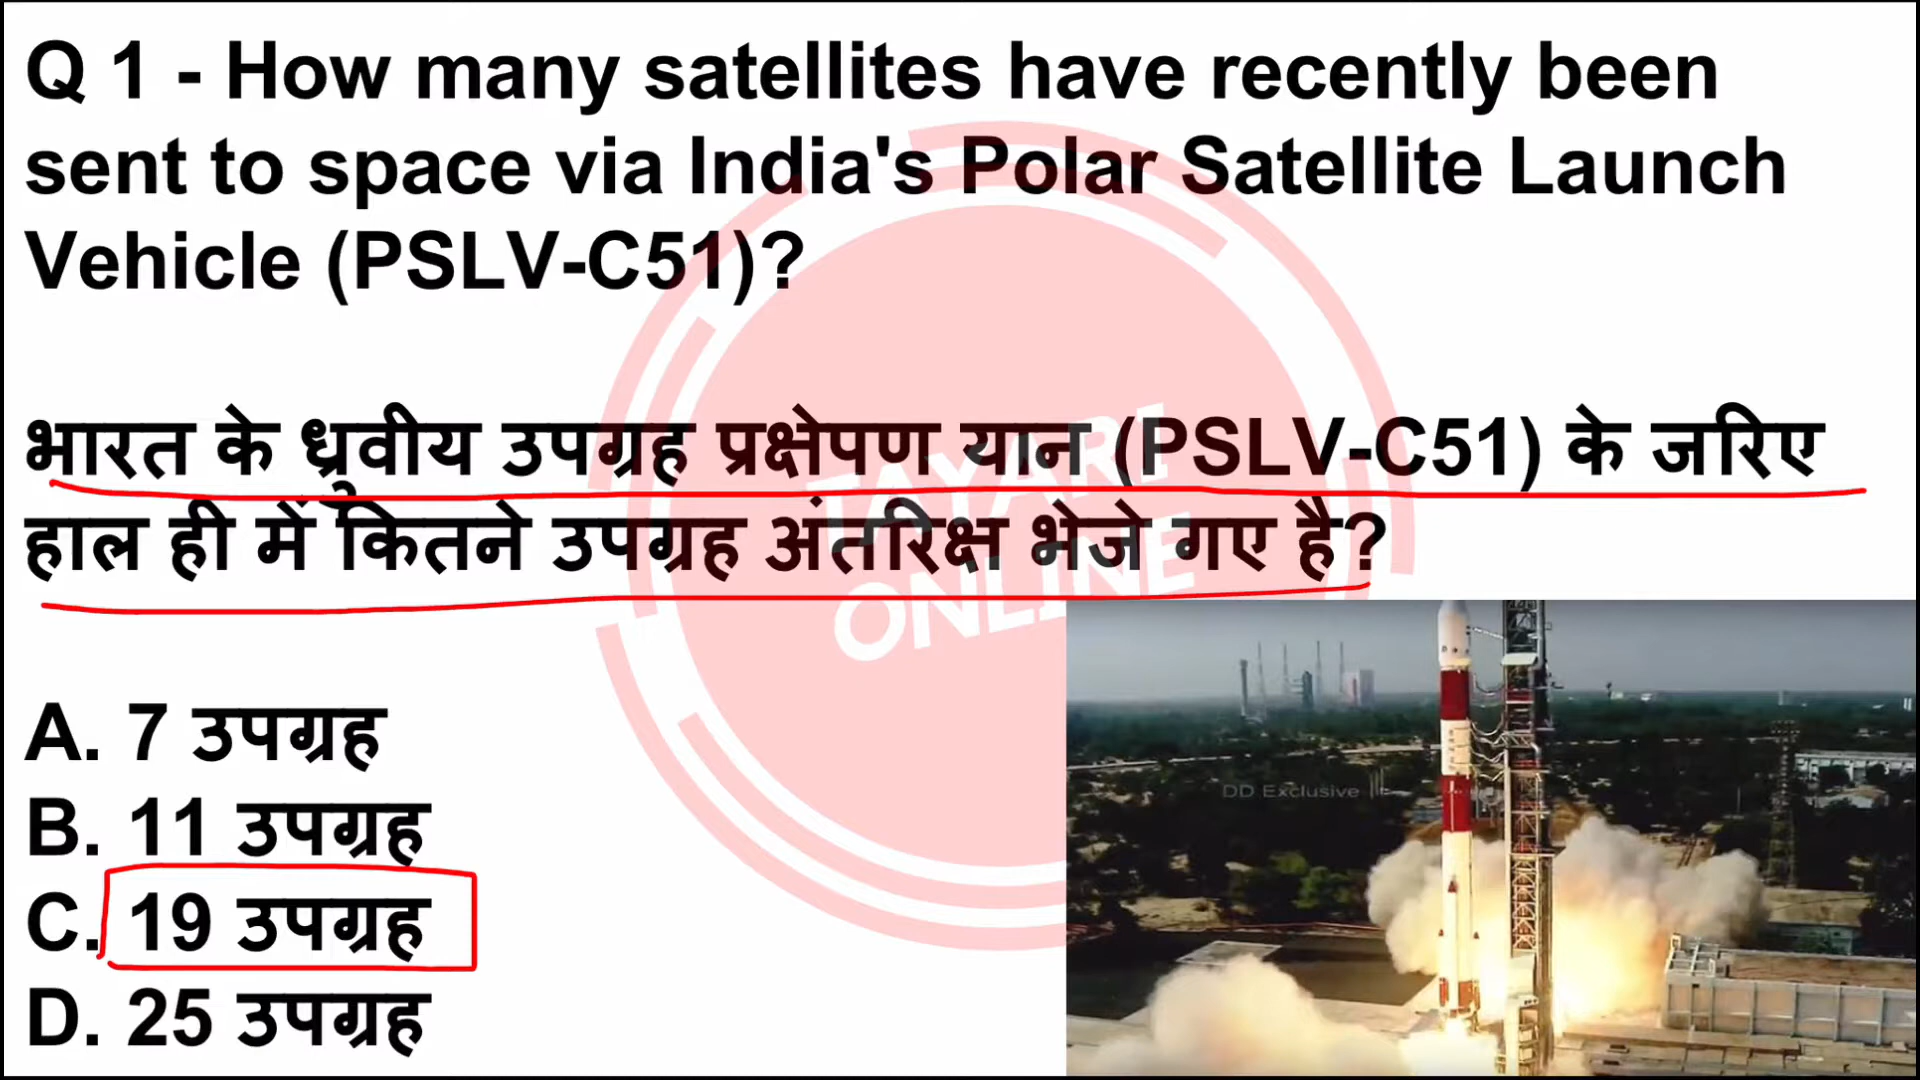 Q 1 - How many satellites have recently been
sent to space via India's Polar Satellite Launch
Vehicle (PSLV-C51)?
भारत के ध्रुवीय उपग्रह प्रक्षेपण यान (PSLV-C51) के जरिए
हाल ही में कितने उपग्रह अंतरिक्ष भेजे गए है?
TAYARI
ONLINE
A. 7 उपग्रह
B. 11 उपग्रह
C. 19 उपग्रह
D. 25 उपग्रह
DD Exclusive